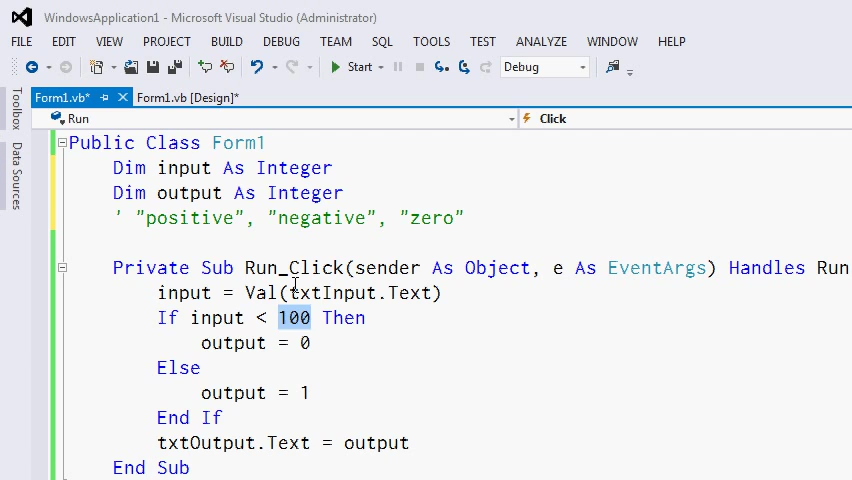 WindowsApplication1 - Microsoft Visual Studio (Administrator)
FILE EDIT VIEW PROJECT BUILD DEBUG TEAM SQL TOOLS TEST ANALYZE WINDOW HELP
Start Debug
Toolbox
Data Sources
Form1.vb* Form1.vb [Design]*
Run Click
Public Class Form1
Dim input As Integer
Dim output As Integer
' "positive", "negative", "zero"
Private Sub Run_Click(sender As Object, e As EventArgs) Handles Run
input = Val(txtInput.Text)
If input < 100 Then
output = 0
Else
output = 1
End If
txtOutput.Text = output
End Sub